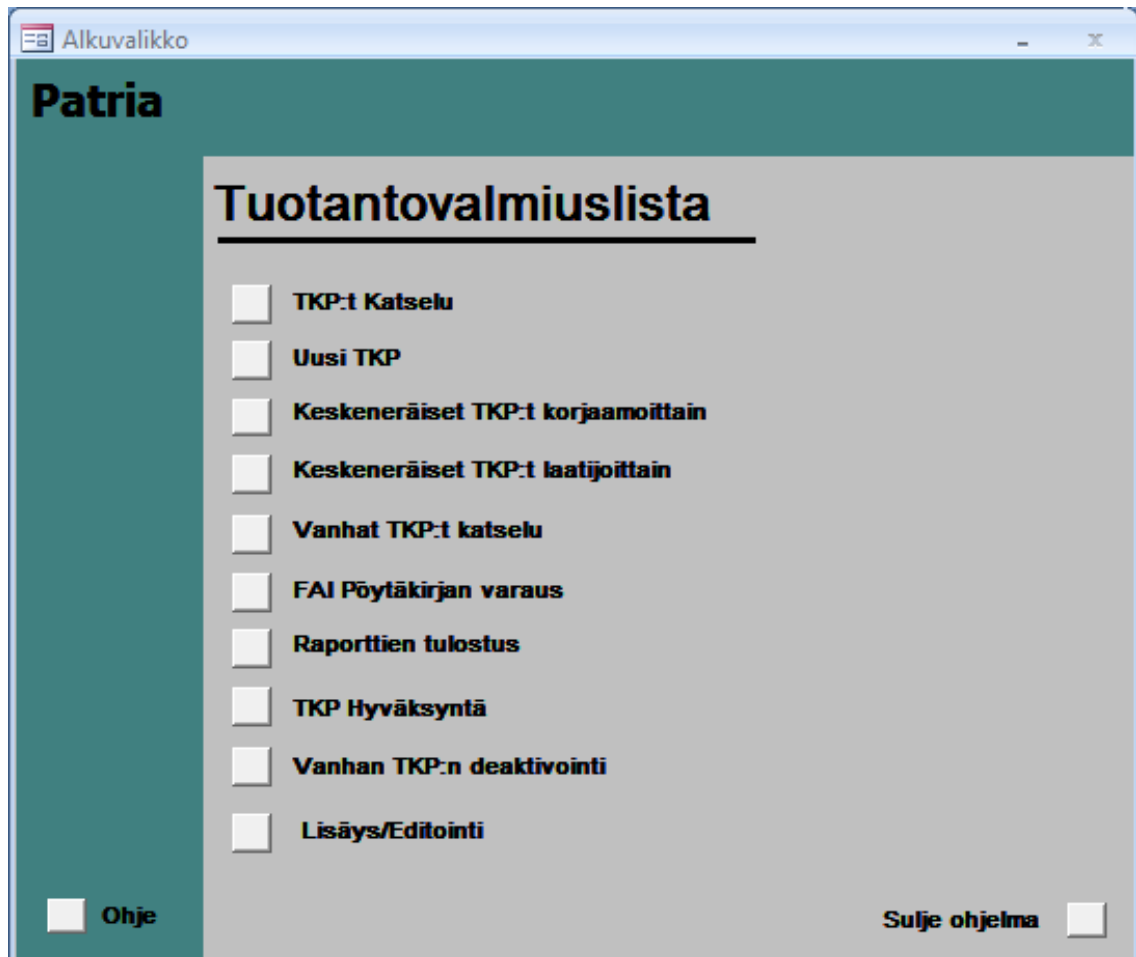 Alkuvalikko
Patria
Tuotantovalmiuslista
TKP:t Katselu
Uusi TKP
Keskeneräiset TKP:t korjaamoittain
Keskeneräiset TKP:t laatijoittain
Vanhat TKP:t katselu
FAI Pöytäkirjan varaus
Raporttien tulostus
TKP Hyväksyntä
Vanhan TKP:n deaktivointi
Lisäys/Editointi
Ohje
Sulje ohjelma